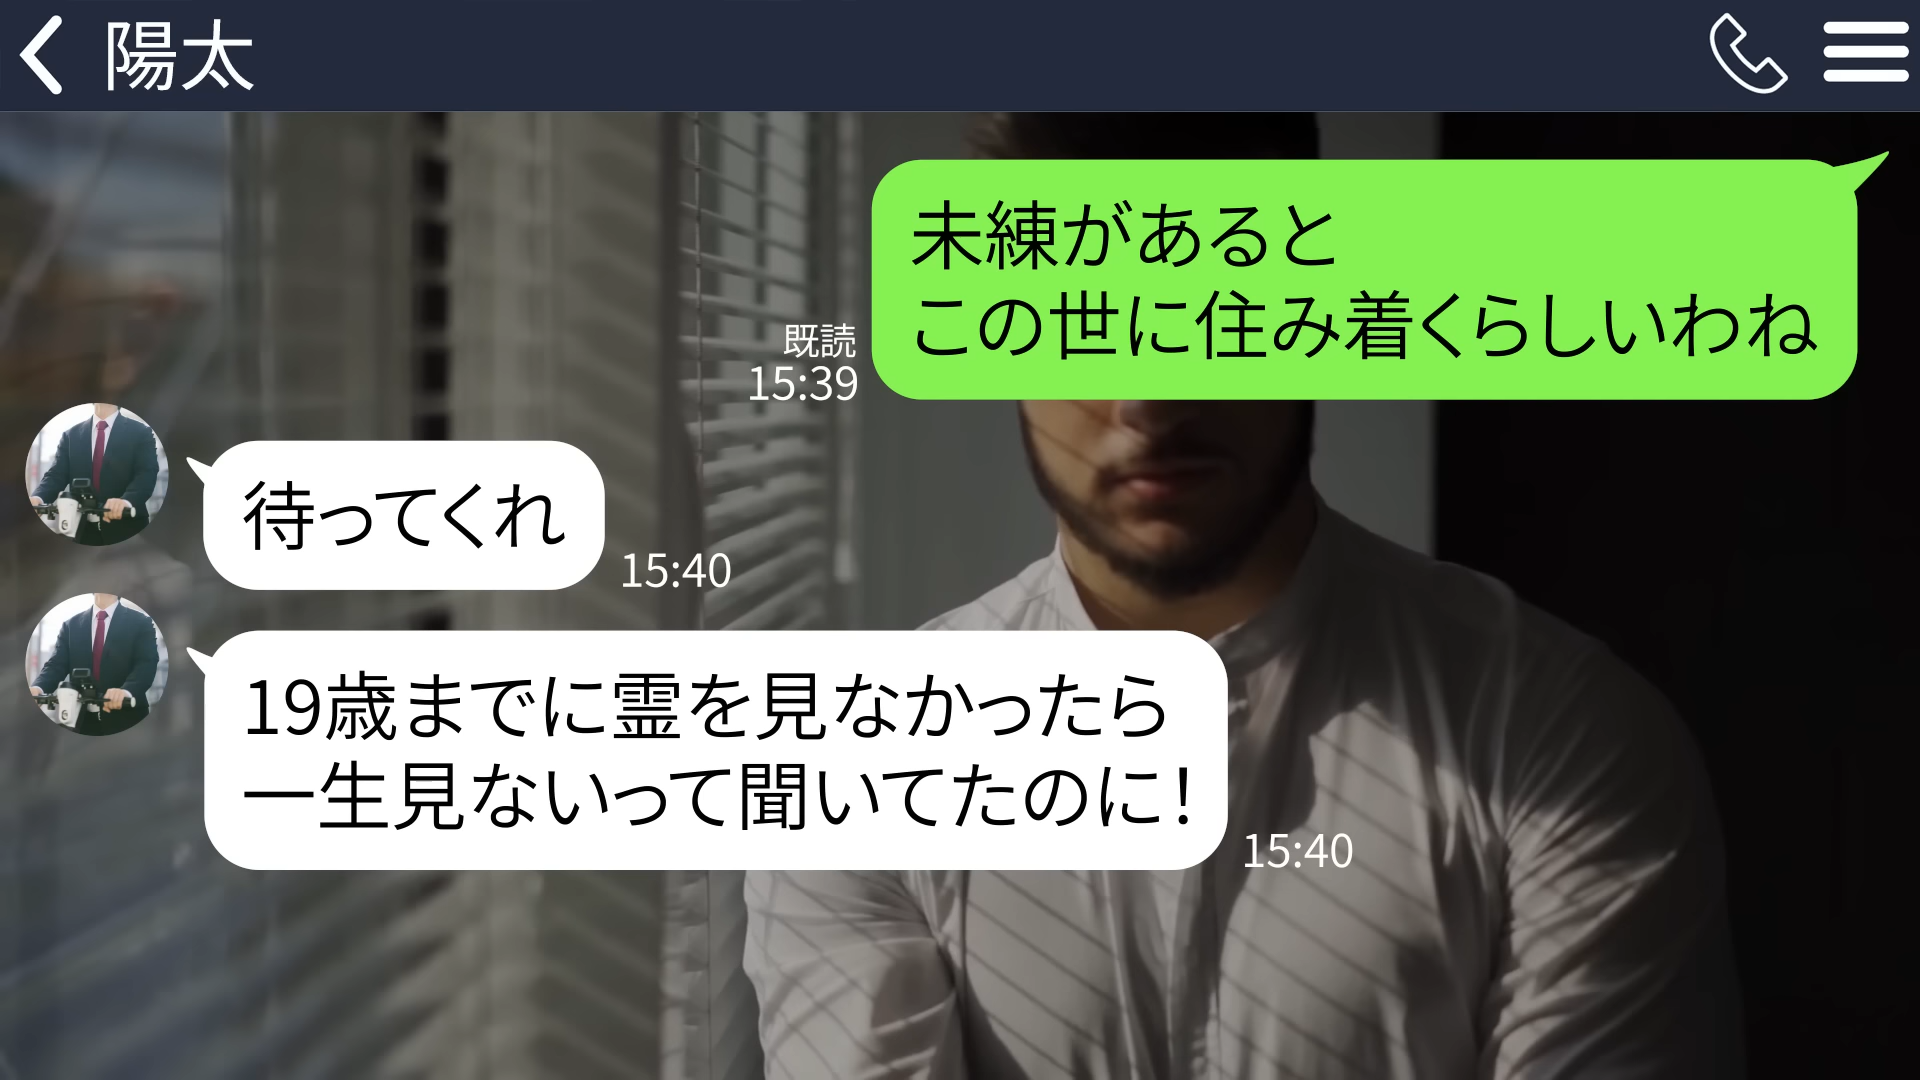 陽太
未練があると
この世に住み着くらしいわね
既読
15:39
待ってくれ
15:40
19歳までに霊を見なかったら
一生見ないって聞いてたのに!
15:40